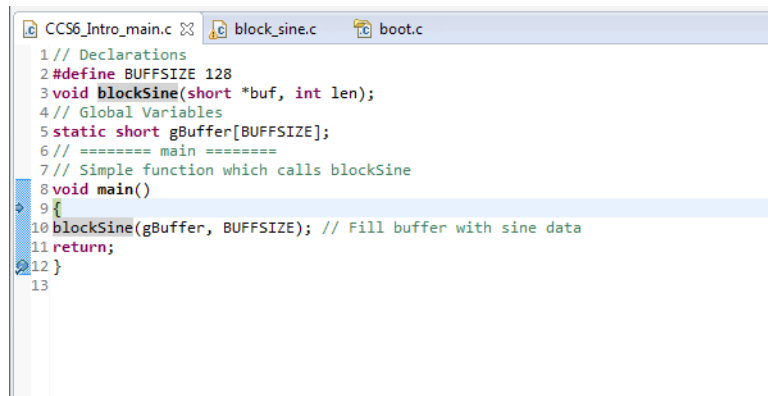 CCS6_Intro_main.c block_sine.c boot.c
1 // Declarations
2 #define BUFFSIZE 128
3 void blockSine(short *buf, int len);
4 // Global Variables
5 static short gBuffer[BUFFSIZE];
6 // ======== main ========
7 // Simple function which calls blockSine
8 void main()
9 {
10 blockSine(gBuffer, BUFFSIZE); // Fill buffer with sine data
11 return;
12 }
13